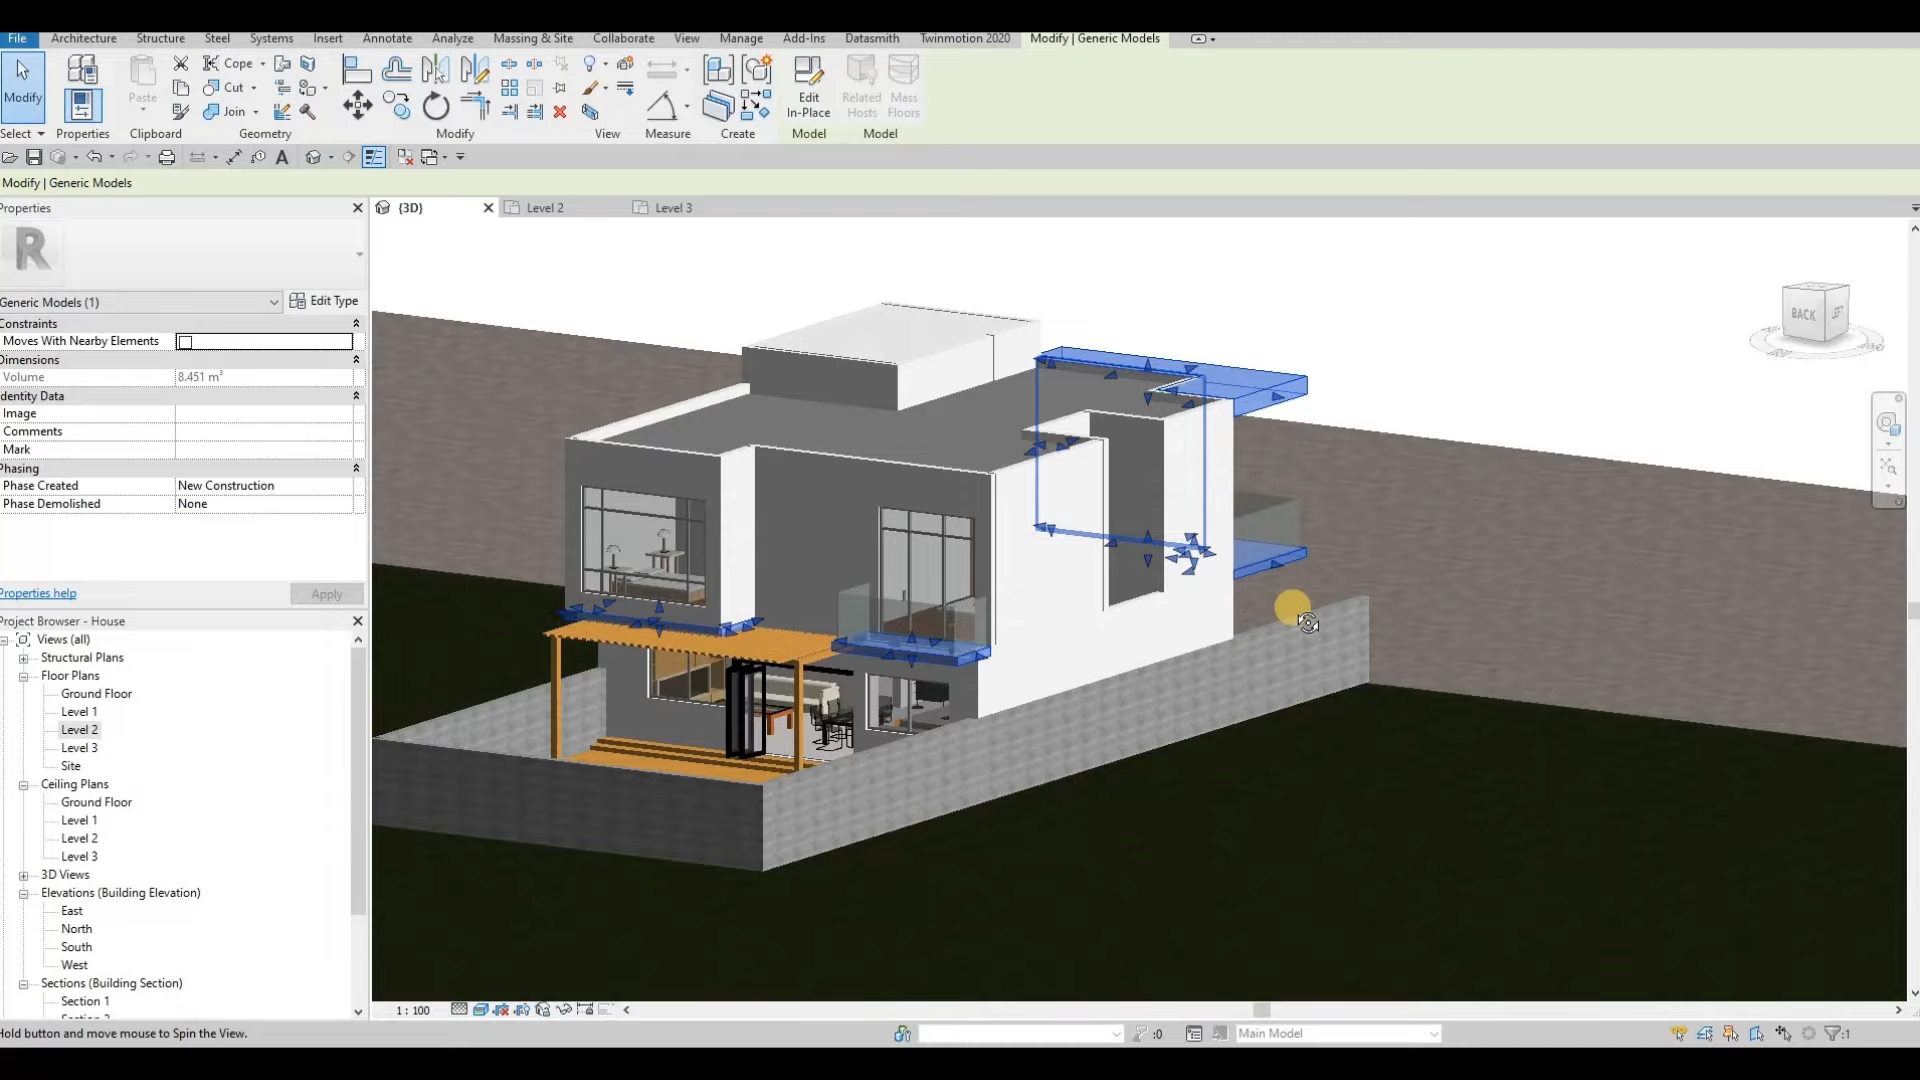 File Architecture Structure Steel Systems Insert Annotate Analyze Massing & Site Collaborate View Manage Add-Ins Datasmith Twinmotion 2020 Modify | Generic Models
Modify Paste Cope Cut Join Edit In-Place Related Hosts Mass Floors
Select Properties Clipboard Geometry Modify View Measure Create Model Model
A
Modify | Generic Models
Properties
{3D} Level 2 Level 3
R
Generic Models (1) Edit Type
Constraints
Moves With Nearby Elements
Dimensions
Volume 8.451 m³
Identity Data
Image
Comments
Mark
Phasing
Phase Created New Construction
Phase Demolished None
Properties help Apply
Project Browser - House
Views (all)
Structural Plans
Floor Plans
Ground Floor
Level 1
Level 2
Level 3
Site
Ceiling Plans
Ground Floor
Level 1
Level 2
Level 3
3D Views
Elevations (Building Elevation)
East
North
South
West
Sections (Building Section)
Section 1
BACK LEFT
1 : 100
Hold button and move mouse to Spin the View.
:0 Main Model :1